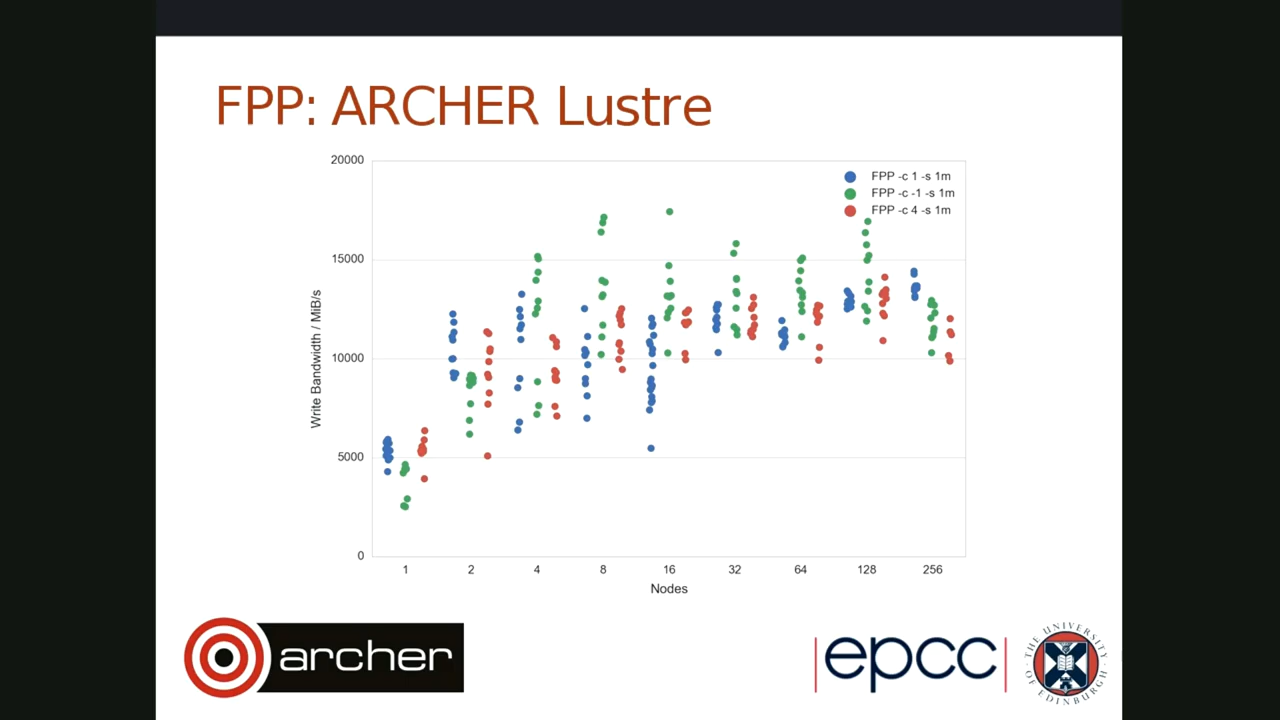 FPP: ARCHER Lustre
20000
15000
10000
5000
0
Write Bandwidth / MiB/s
FPP -c 1 -s 1m
FPP -c -1 -s 1m
FPP -c 4 -s 1m
1 2 4 8 16 32 64 128 256
Nodes
archer
epcc
THE UNIVERSITY
OF EDINBURGH